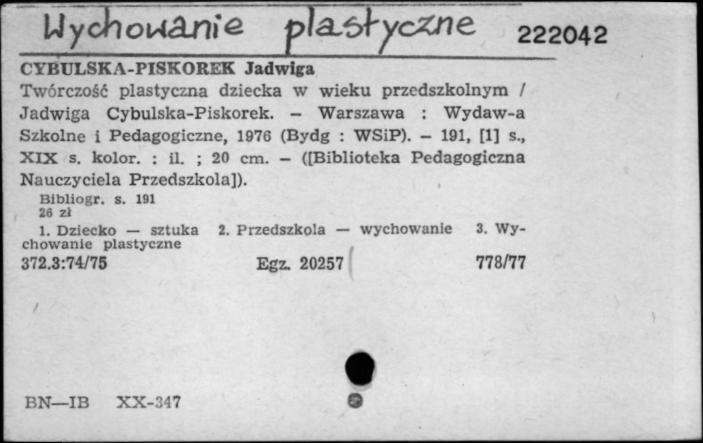 Wychowanie plastyczne 222042
CYBULSKA-PISKOREK Jadwiga
Twórczość plastyczna dziecka w wieku przedszkolnym /
Jadwiga Cybulska-Piskorek. — Warszawa : Wydaw-a
Szkolne i Pedagogiczne, 1976 (Bydg : WSiP). — 191, [1] s.,
XIX s. kolor. : il. ; 20 cm. — ([Biblioteka Pedagogiczna
Nauczyciela Przedszkola]).
Bibliogr. s. 191
26 zł
1. Dziecko — sztuka 2. Przedszkola — wychowanie 3. Wy-
chowanie plastyczne
372.3:74/75 Egz. 20257 778/77
BN—IB XX-347